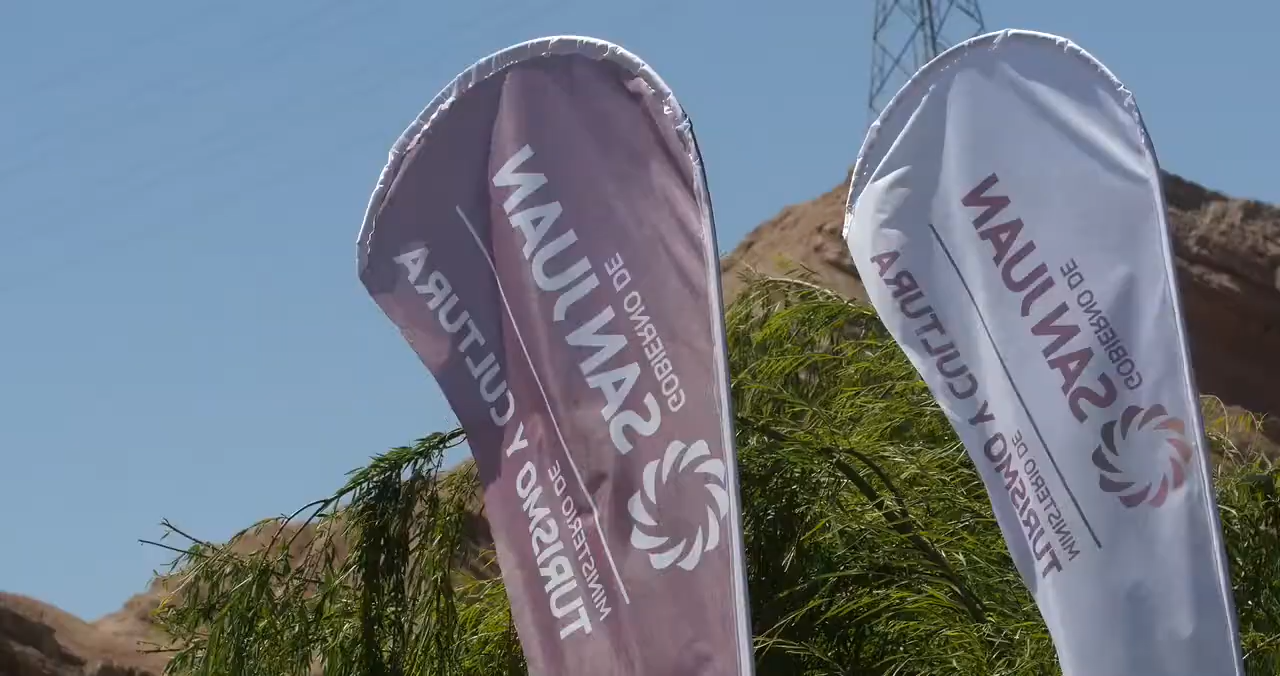 GOBIERNO DE
SAN JUAN
MINISTERIO DE
TURISMO Y CULTURA
GOBIERNO DE
SAN JUAN
MINISTERIO DE
TURISMO Y CULTURA